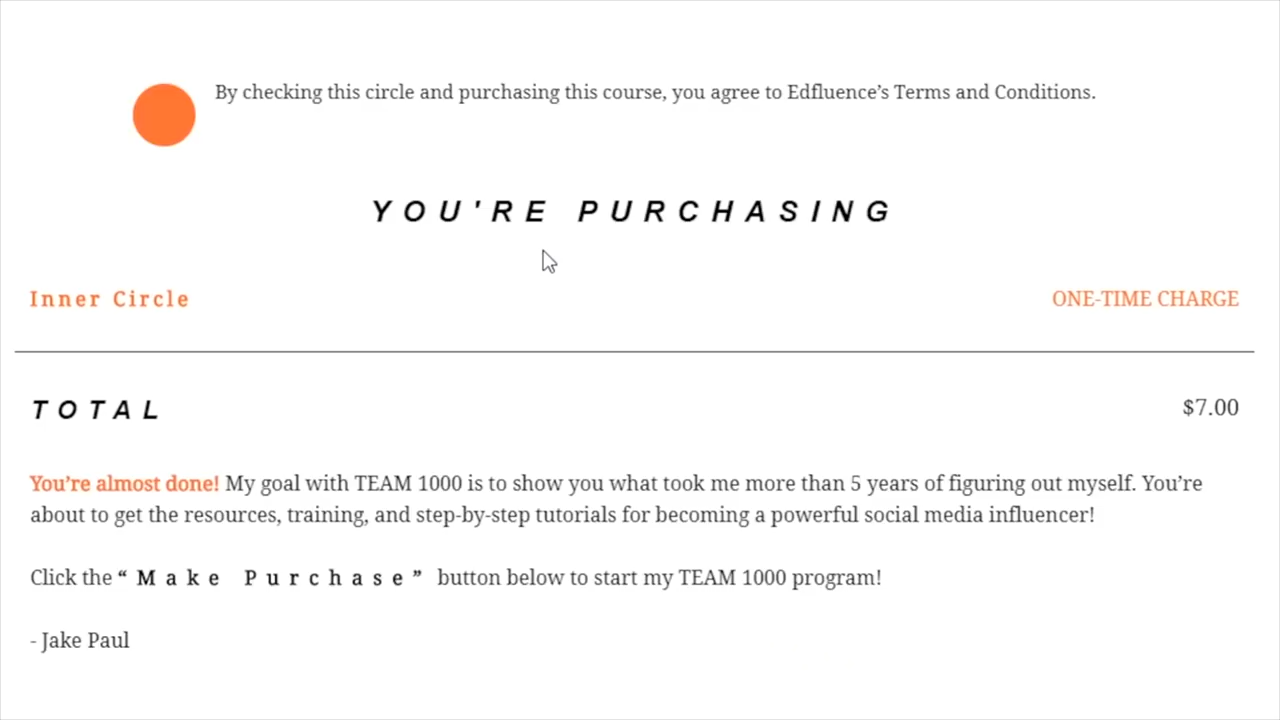 By checking this circle and purchasing this course, you agree to Edfluence’s Terms and Conditions.
YOU'RE PURCHASING
Inner Circle
ONE-TIME CHARGE
TOTAL
$7.00
You’re almost done! My goal with TEAM 1000 is to show you what took me more than 5 years of figuring out myself. You’re
about to get the resources, training, and step-by-step tutorials for becoming a powerful social media influencer!
Click the “Make Purchase” button below to start my TEAM 1000 program!
- Jake Paul